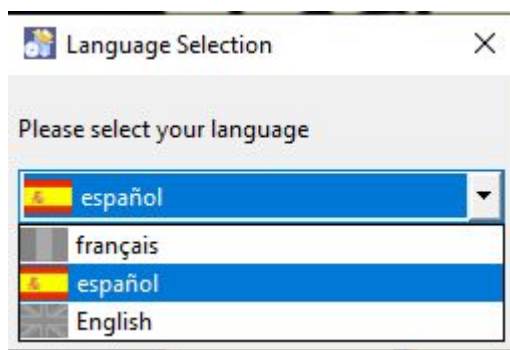 Language Selection
Please select your language
español
français
español
English